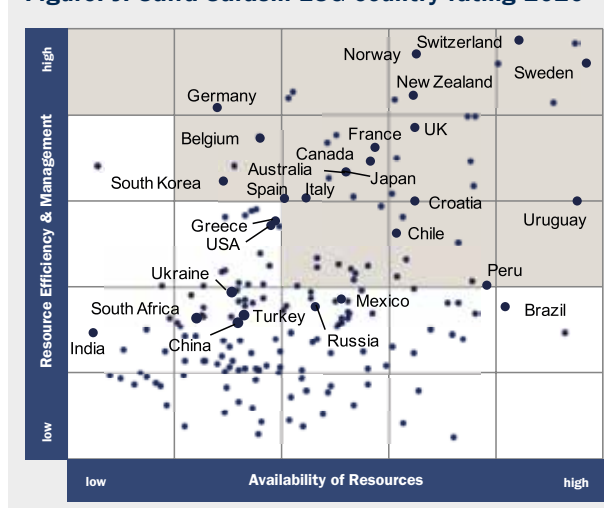 high
Resource Efficiency & Management
low
Switzerland
Norway
Sweden
New Zealand
Germany
UK
France
Belgium
Canada
Australia
Japan
South Korea
Spain
Italy
Croatia
Uruguay
Greece
USA
Chile
Ukraine
Peru
South Africa
Mexico
Brazil
Turkey
China
Russia
India
low
Availability of Resources
high